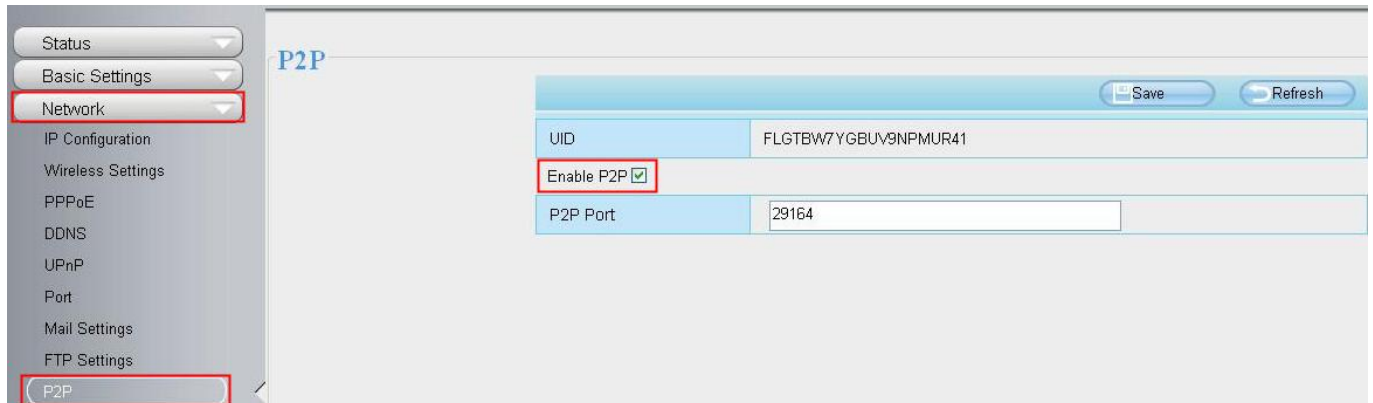 Status
Basic Settings
Network
IP Configuration
Wireless Settings
PPPoE
DDNS
UPnP
Port
Mail Settings
FTP Settings
P2P
P2P
Save Refresh
UID FLGTBW7YGBUV9NPMUR41
Enable P2P
P2P Port 29164